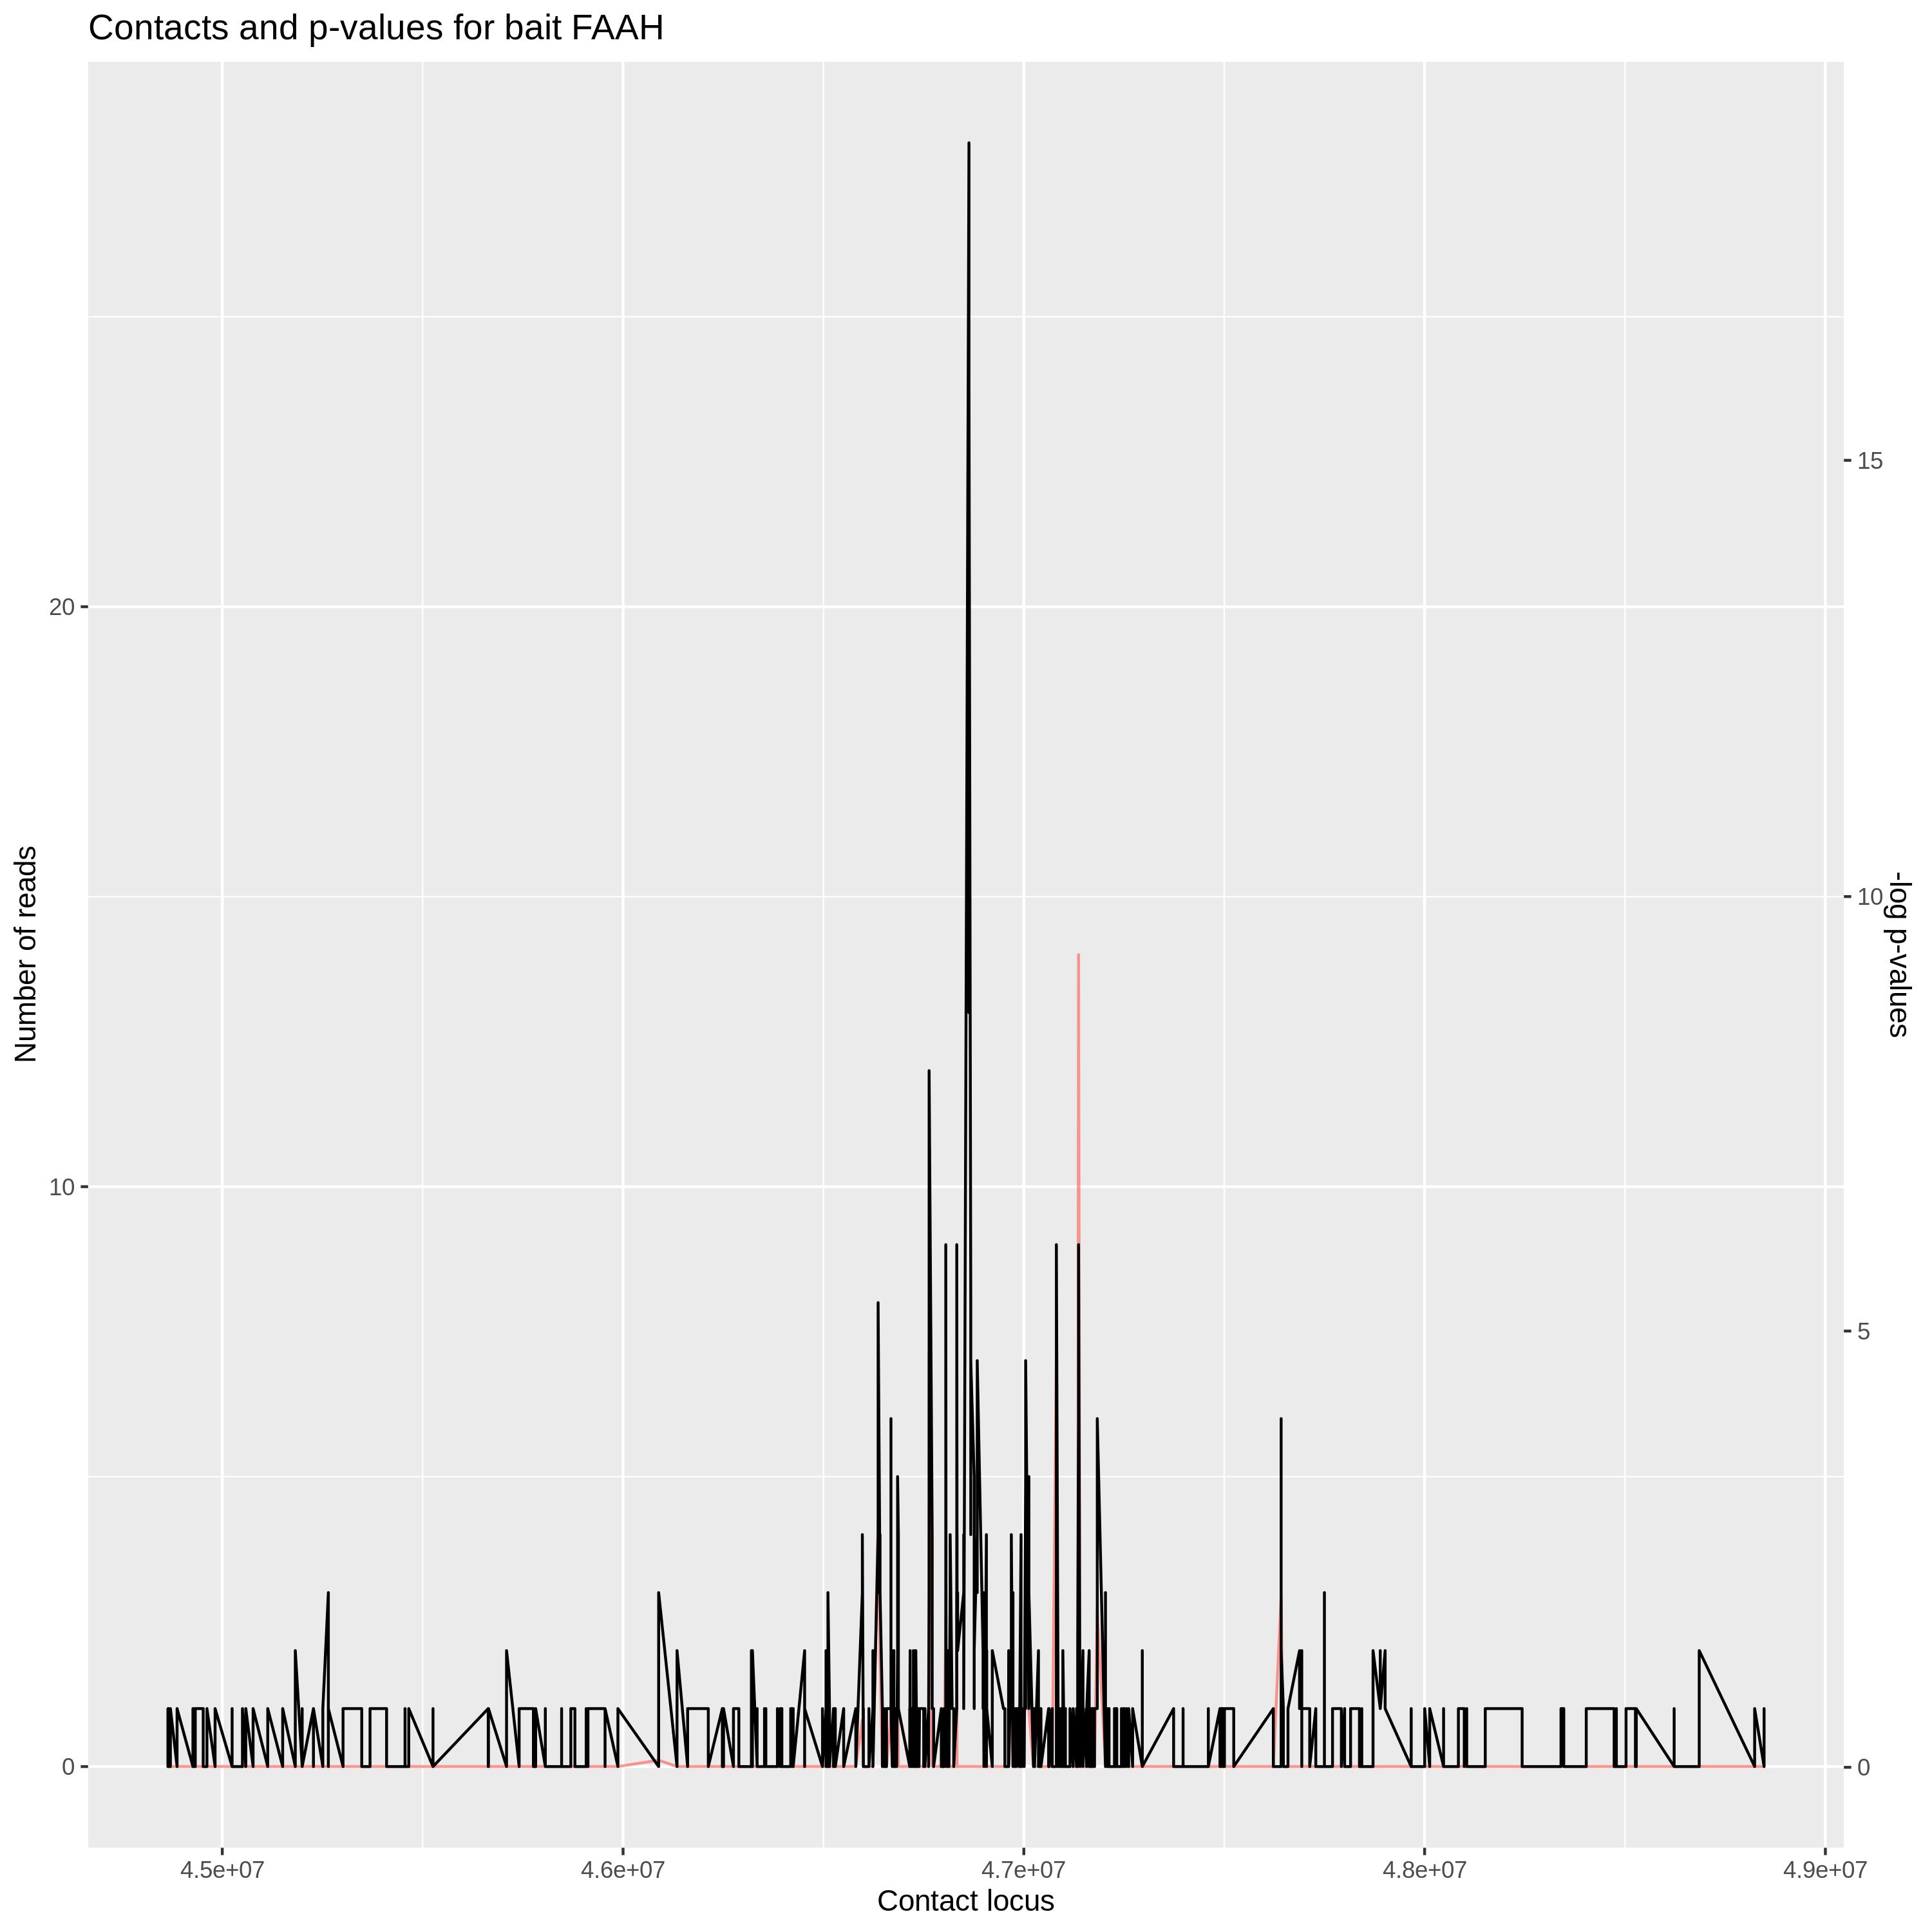 Contacts and p-values for bait FAAH
Number of reads
20
10
0
15
10
5
0
-log p-values
4.5e+07
4.6e+07
4.7e+07
4.8e+07
4.9e+07
Contact locus